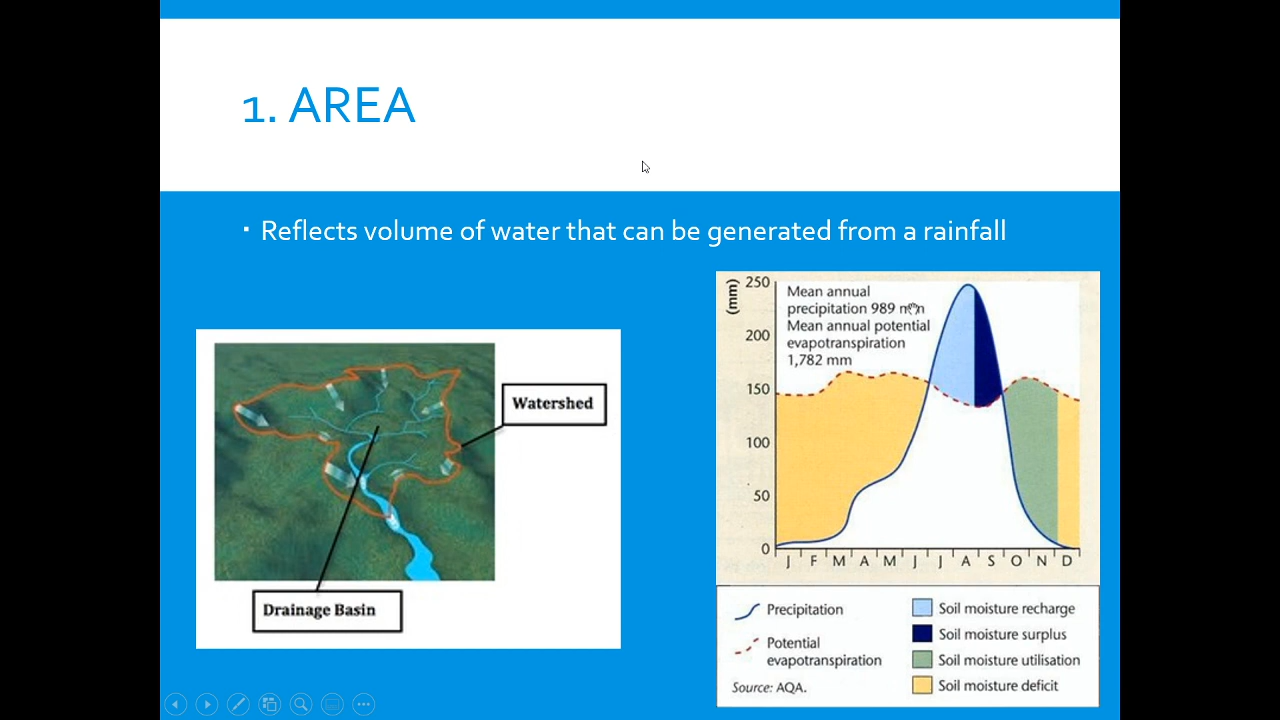 1. AREA
▪ Reflects volume of water that can be generated from a rainfall
Watershed
Drainage Basin
(mm)
250
200
150
100
50
0
Mean annual
precipitation 989
Mean annual potential
evapotranspiration
1,782 mm
J F M A M J J A S O N D
Precipitation
Potential
evapotranspiration
Source: AQA.
Soil moisture recharge
Soil moisture surplus
Soil moisture utilisation
Soil moisture deficit